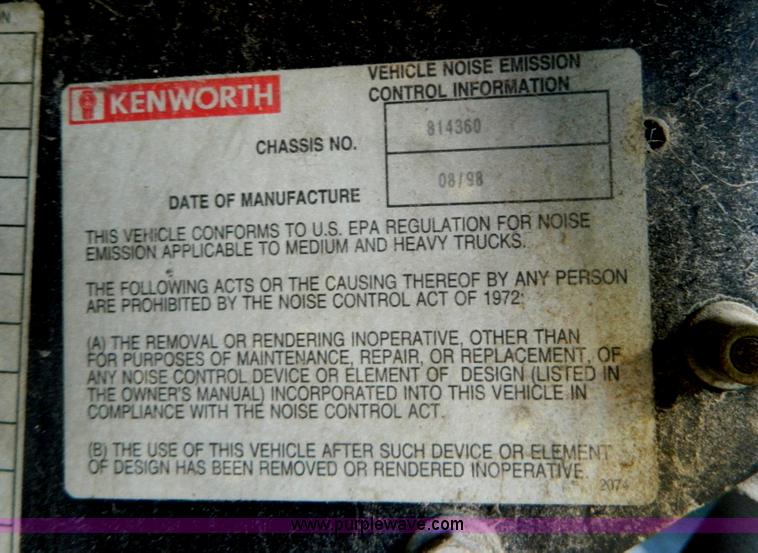 N
KENWORTH
VEHICLE NOISE EMISSION
CONTROL INFORMATION
CHASSIS NO. 814360
DATE OF MANUFACTURE 08/98
THIS VEHICLE CONFORMS TO U.S. EPA REGULATION FOR NOISE
EMISSION APPLICABLE TO MEDIUM AND HEAVY TRUCKS.
THE FOLLOWING ACTS OR THE CAUSING THEREOF BY ANY PERSON
ARE PROHIBITED BY THE NOISE CONTROL ACT OF 1972:
(A) THE REMOVAL OR RENDERING INOPERATIVE, OTHER THAN
FOR PURPOSES OF MAINTENANCE, REPAIR, OR REPLACEMENT, OF
ANY NOISE CONTROL DEVICE OR ELEMENT OF DESIGN (LISTED IN
THE OWNER'S MANUAL) INCORPORATED INTO THIS VEHICLE IN
COMPLIANCE WITH THE NOISE CONTROL ACT.
(B) THE USE OF THIS VEHICLE AFTER SUCH DEVICE OR ELEMENT
OF DESIGN HAS BEEN REMOVED OR RENDERED INOPERATIVE.
2074
www.purplewave.com